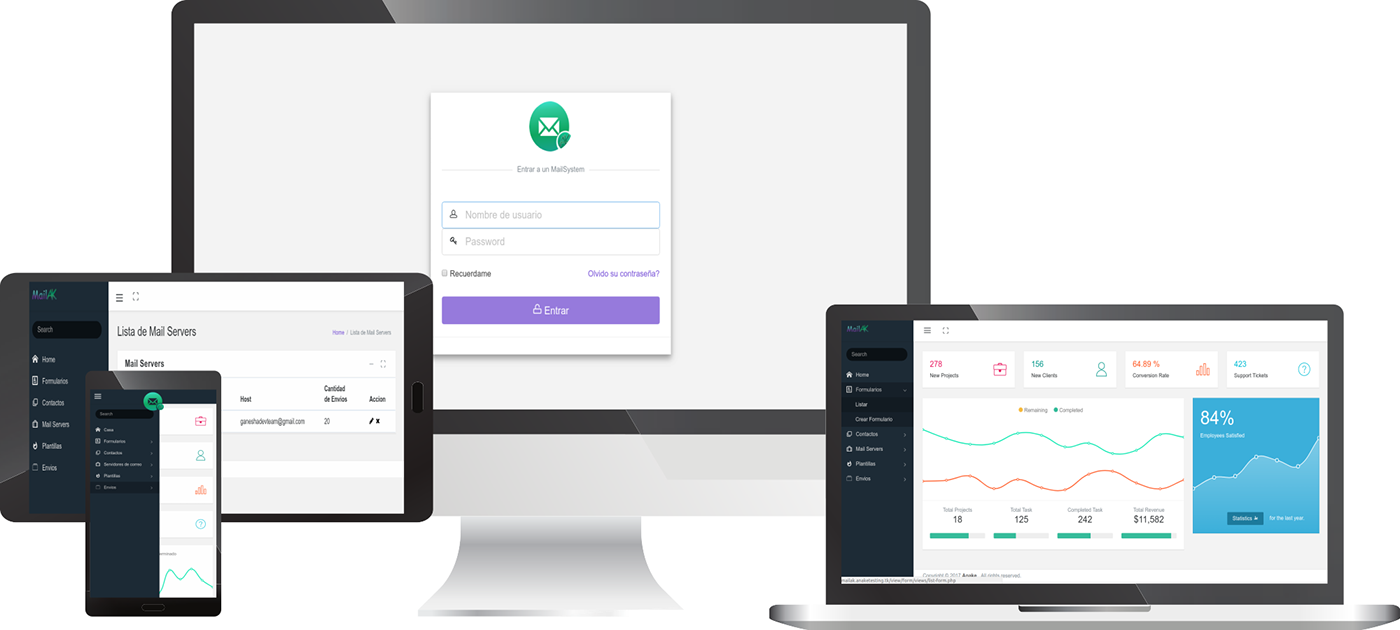 Entrar a un MailSystem
Nombre de usuario
Password
Recuerdame
Olvido su contraseña?
Entrar
MailAK
Search
Home
Formularios
Contactos
Mail Servers
Plantillas
Envios
Lista de Mail Servers
Home / Lista de Mail Servers
Mail Servers
Host
Cantidad
de Envios
Accion
ganeshadevteam@gmail.com
20
Search
Casa
Formularios
Contactos
Servidores de correo
Plantillas
Envios
MailAK
Search
Home
Formularios
Listar
Crear Formulario
Contactos
Mail Servers
Plantillas
Envios
278
New Projects
156
New Clients
64.89 %
Conversion Rate
423
Support Tickets
Remaining
Completed
84%
Employees Satisfied
Statistics
for the last year
Total Projects
18
Total Task
125
Completed Task
242
Total Revenue
$11,582
Copyright © 2017 Anake. All rights reserved.